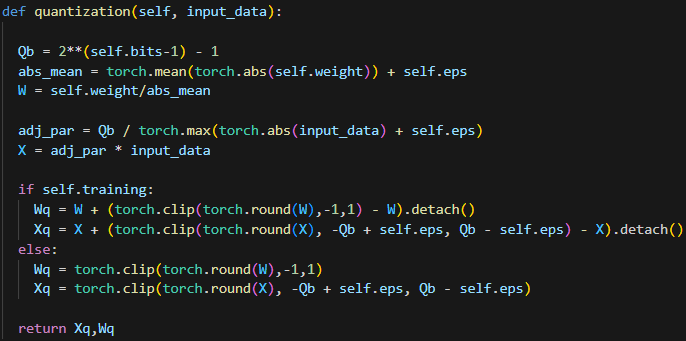 def quantization(self, input_data):
Qb = 2**(self.bits-1) - 1
abs_mean = torch.mean(torch.abs(self.weight)) + self.eps
W = self.weight/abs_mean
adj_par = Qb / torch.max(torch.abs(input_data) + self.eps)
X = adj_par * input_data
if self.training:
Wq = W + (torch.clip(torch.round(W),-1,1) - W).detach()
Xq = X + (torch.clip(torch.round(X), -Qb + self.eps, Qb - self.eps) - X).detach()
else:
Wq = torch.clip(torch.round(W),-1,1)
Xq = torch.clip(torch.round(X), -Qb + self.eps, Qb - self.eps)
return Xq,Wq